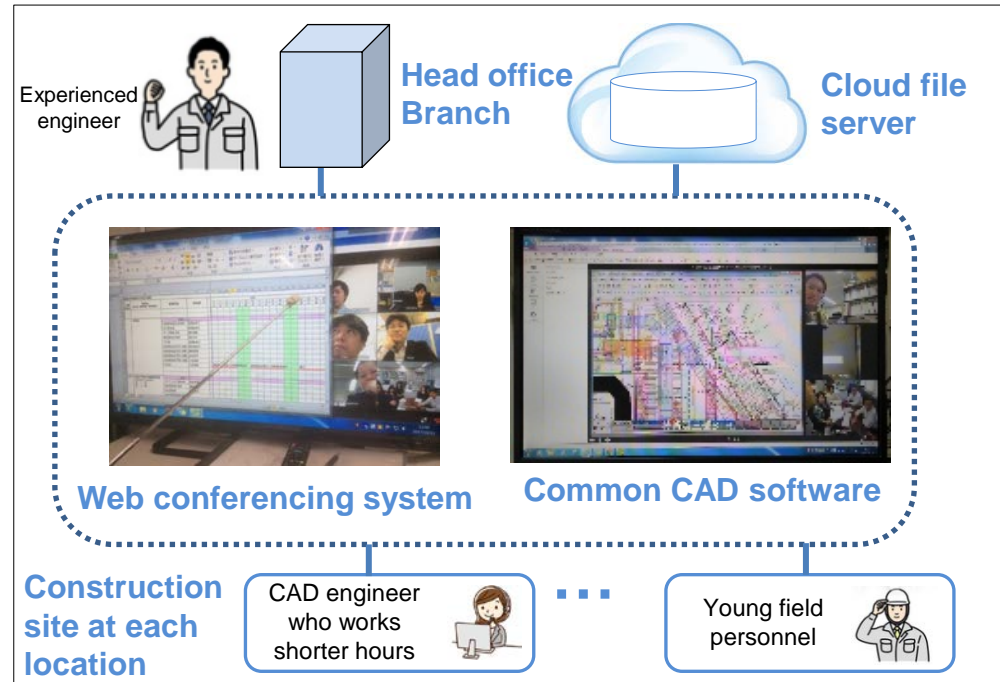 Experienced
engineer
Head office
Branch
Cloud file
server
Web conferencing system
Common CAD software
Construction
site at each
location
CAD engineer
who works
shorter hours
Young field
personnel